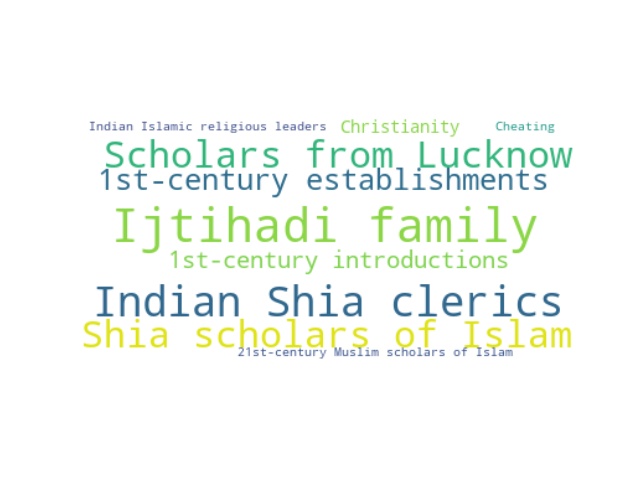 Indian Islamic religious leaders Christianity Cheating
Scholars from Lucknow
1st-century establishments
Ijtihadi family
1st-century introductions
Indian Shia clerics
Shia scholars of Islam
21st-century Muslim scholars of Islam